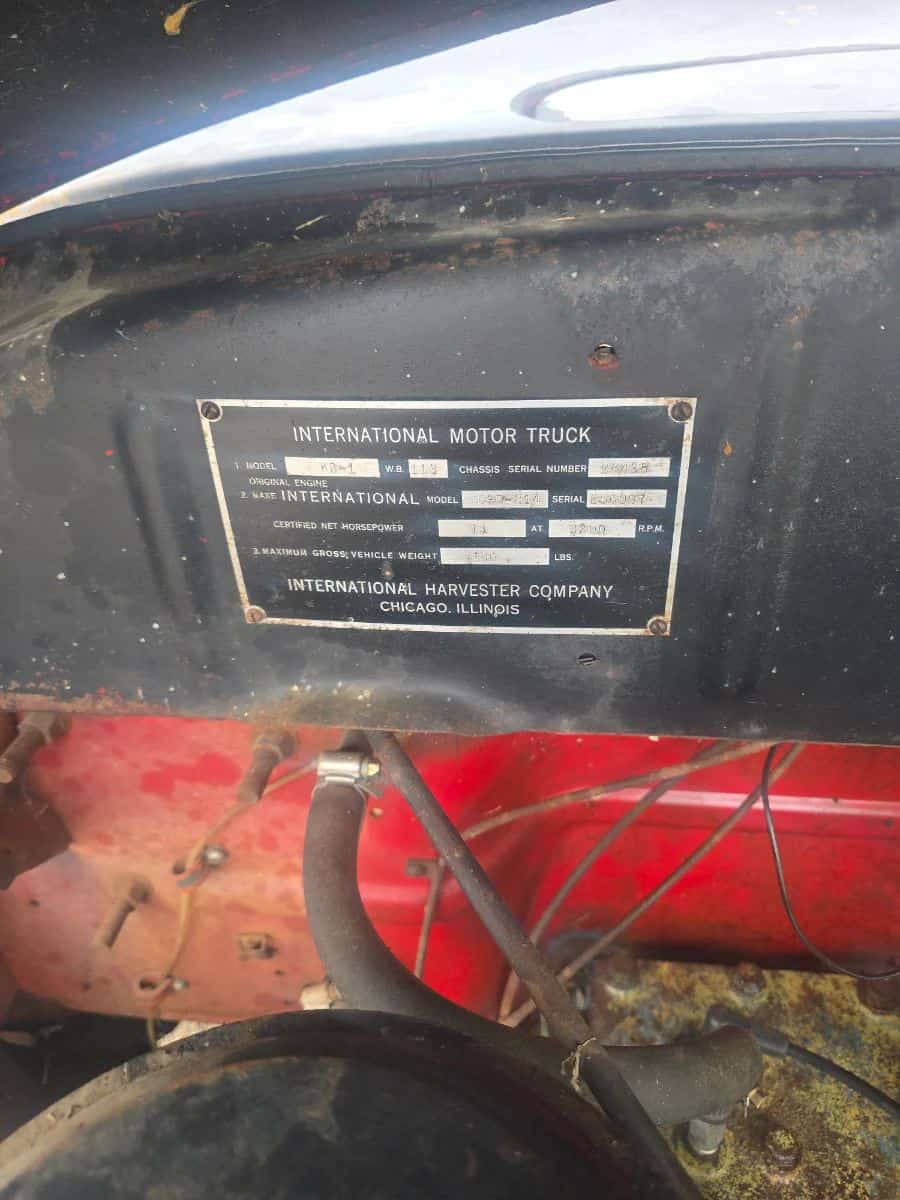 INTERNATIONAL MOTOR TRUCK
1. MODEL KB-1 W.B. 113 CHASSIS SERIAL NUMBER
ORIGINAL ENGINE
2. MAKE INTERNATIONAL MODEL SERIAL
CERTIFIED NET HORSEPOWER AT R.P.M.
3. MAXIMUM GROSS VEHICLE WEIGHT LBS.
INTERNATIONAL HARVESTER COMPANY
CHICAGO, ILLINOIS